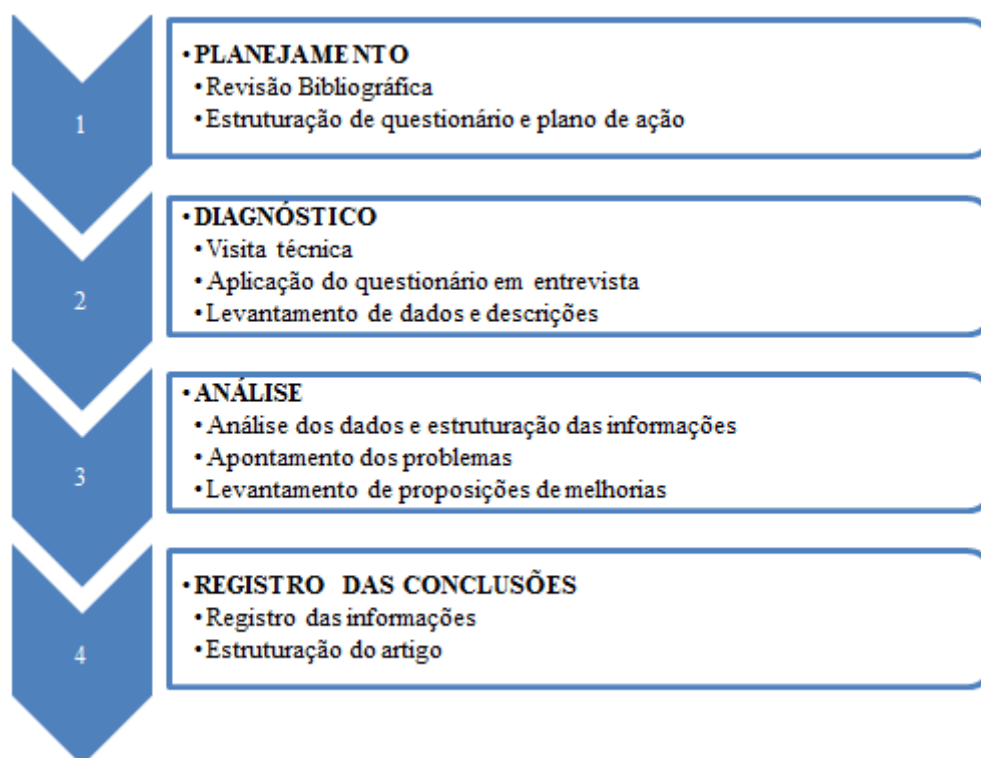 1
•PLANEJAMENTO
•Revisão Bibliográfica
•Estruturação de questionário e plano de ação
2
•DIAGNÓSTICO
•Visita técnica
•Aplicação do questionário em entrevista
•Levantamento de dados e descrições
3
•ANÁLISE
•Análise dos dados e estruturação das informações
•Apontamento dos problemas
•Levantamento de proposições de melhorias
4
•REGISTRO DAS CONCLUSÕES
•Registro das informações
•Estruturação do artigo